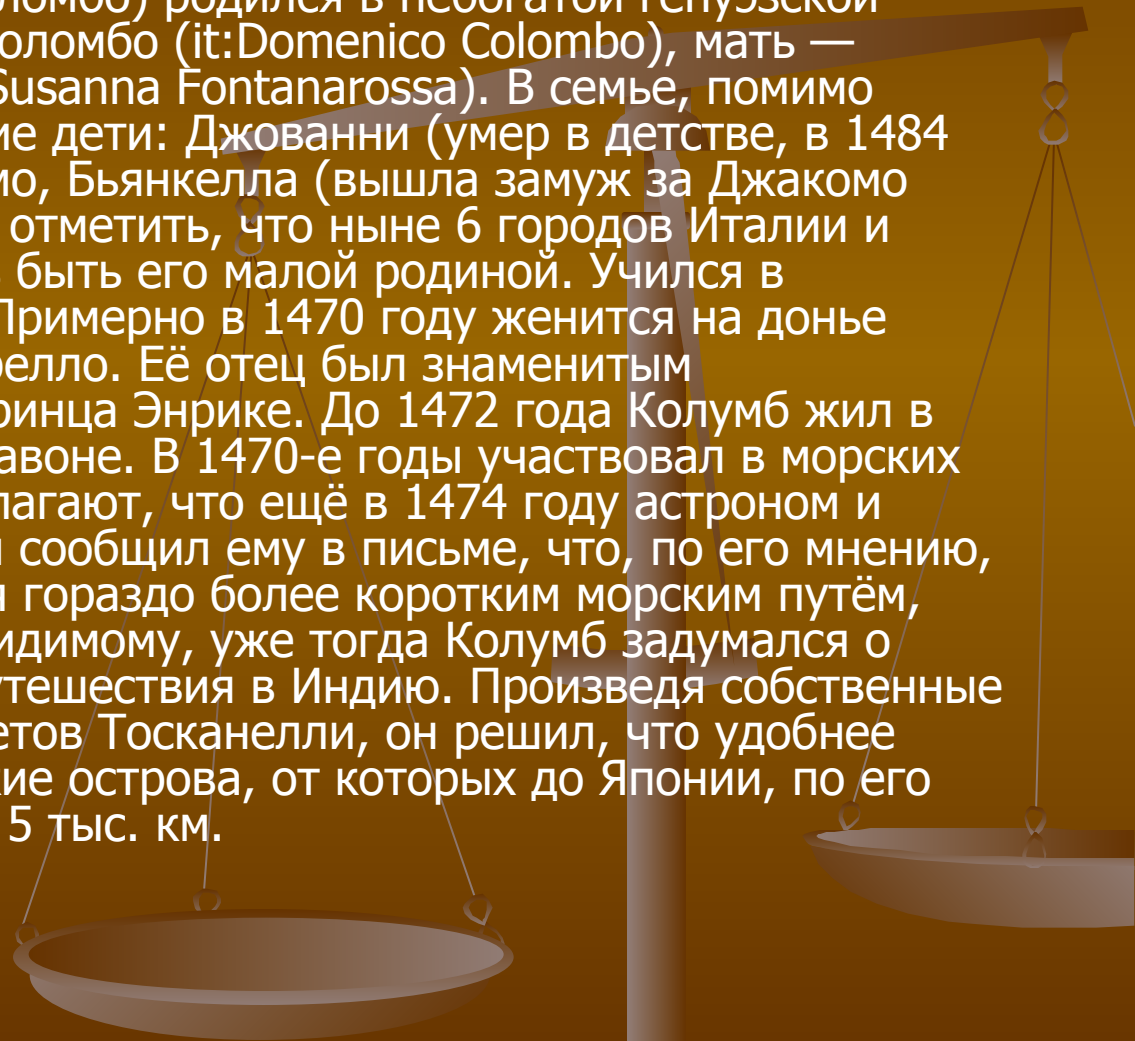 родился в небогатой генуэзской
оломбо (it:Domenico Colombo), мать —
Susanna Fontanarossa). В семье, помимо
ие дети: Джованни (умер в детстве, в 1484
мо, Бьянкелла (вышла замуж за Джакомо
отметить, что ныне 6 городов Италии и
быть его малой родиной. Учился в
Примерно в 1470 году женится на донье
релло. Её отец был знаменитым
ринца Энрике. До 1472 года Колумб жил в
авоне. В 1470-е годы участвовал в морских
лагают, что ещё в 1474 году астроном и
сообщил ему в письме, что, по его мнению,
я гораздо более коротким морским путём,
идимому, уже тогда Колумб задумался о
утешествия в Индию. Произведя собственные
етов Тосканелли, он решил, что удобнее
кие острова, от которых до Японии, по его
5 тыс. км.